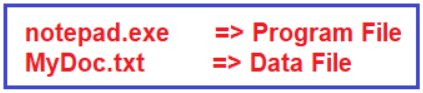 notepad.exe => Program File
MyDoc.txt => Data File